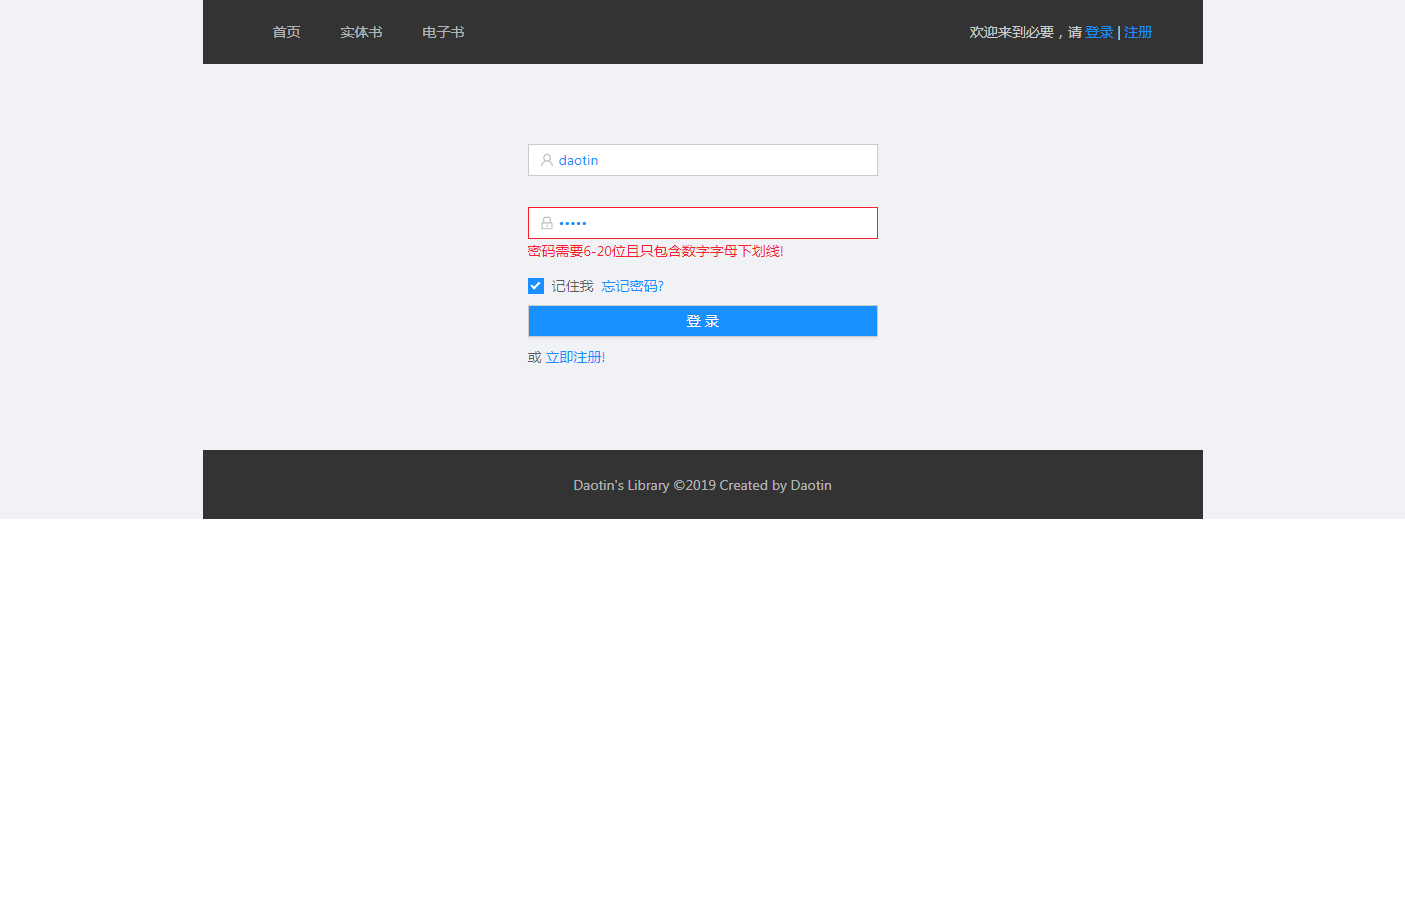 首页 实体书 电子书 欢迎来到必要，请 登录 | 注册
daotin
•••••
密码需要6-20位且只包含数字字母下划线!
记住我 忘记密码?
登 录
或 立即注册!
Daotin's Library ©2019 Created by Daotin